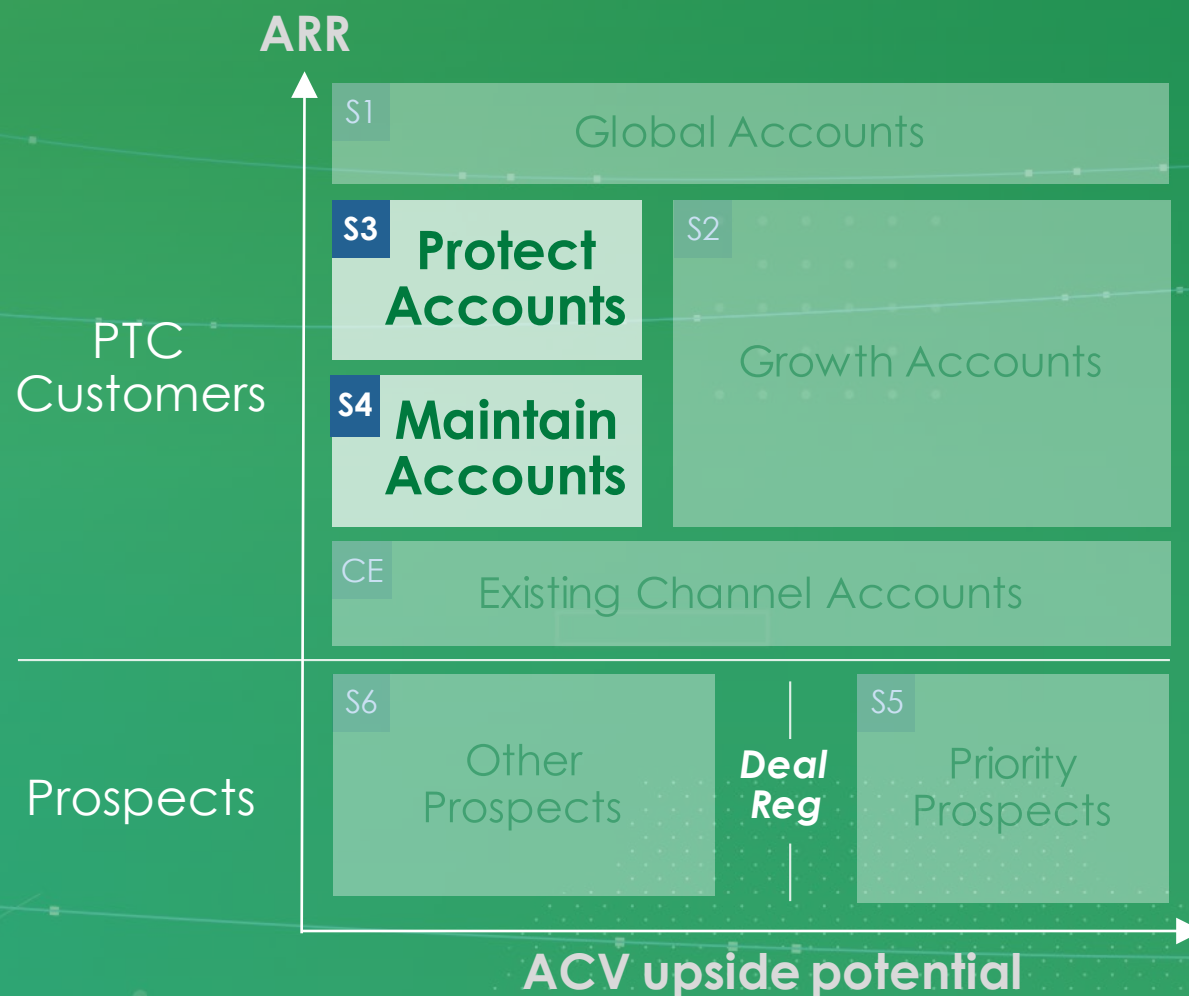 ARR
S1
Global Accounts
S3
Protect
Accounts
S2
Growth Accounts
PTC
Customers
S4
Maintain
Accounts
CE
Existing Channel Accounts
S6
Other
Prospects
Deal
Reg
S5
Priority
Prospects
Prospects
ACV upside potential